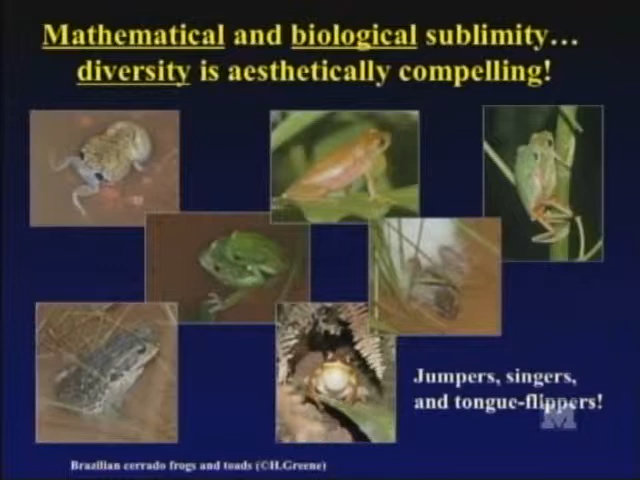 Mathematical and biological sublimity…
diversity is aesthetically compelling!
Jumpers, singers,
and tongue-flippers!
M
Brazilian cerrado frogs and toads (©H.Greene)